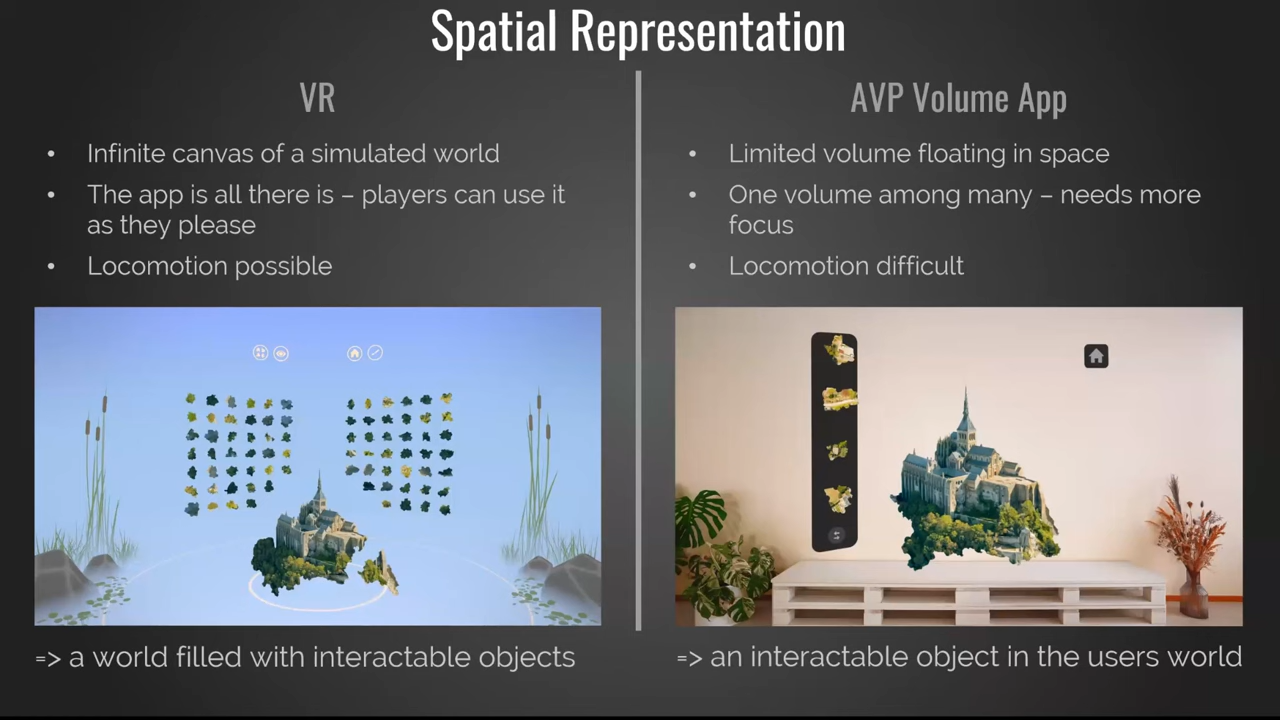 Spatial Representation
VR
• Infinite canvas of a simulated world
• The app is all there is – players can use it
as they please
• Locomotion possible
=> a world filled with interactable objects
AVP Volume App
• Limited volume floating in space
• One volume among many – needs more
focus
• Locomotion difficult
=> an interactable object in the users world